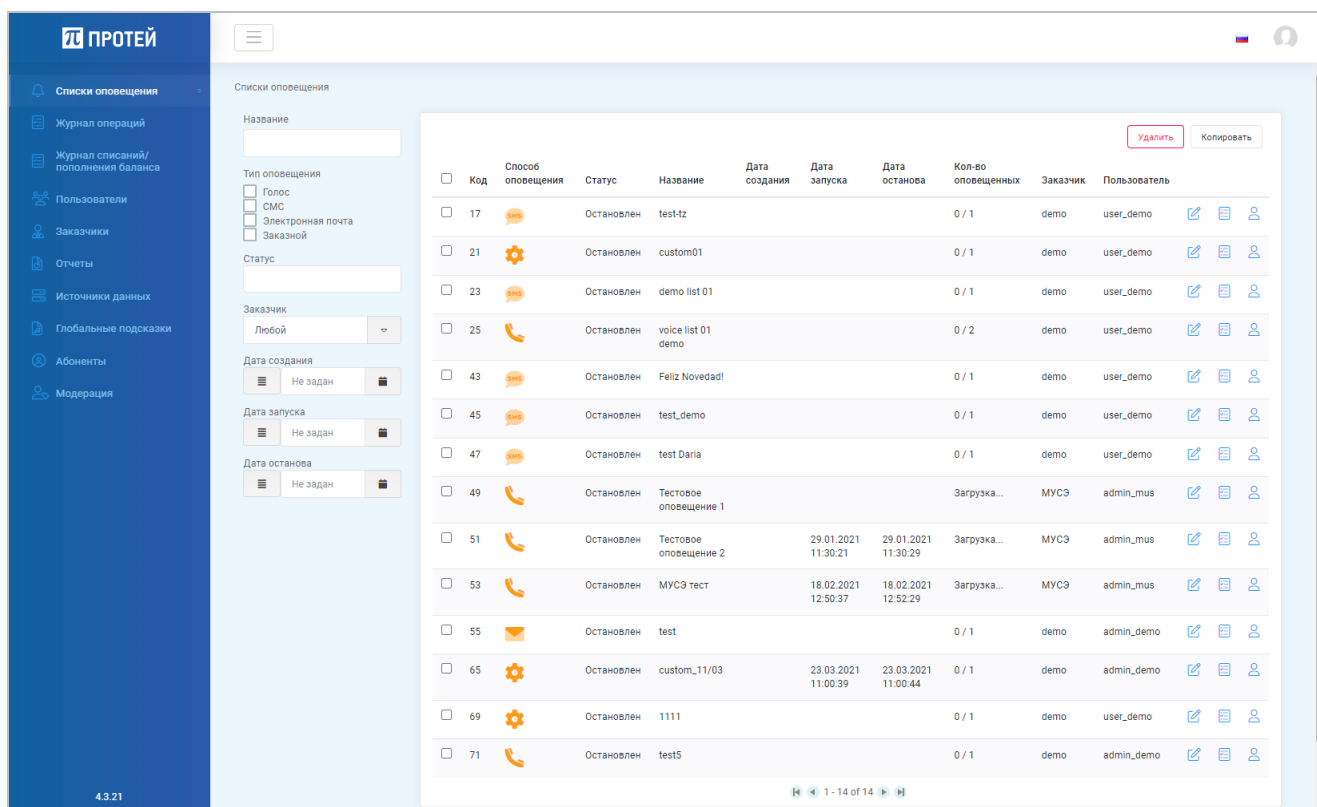 ПРОТЕЙ
Списки оповещения
Журнал операций
Журнал списаний/
пополнения баланса
Пользователи
Заказчики
Отчеты
Источники данных
Глобальные подсказки
Абоненты
Модерация
4.3.21
Списки оповещения
Название
Тип оповещения
Голос
СМС
Электронная почта
Заказной
Статус
Заказчик
Любой
Дата создания
Не задан
Дата запуска
Не задан
Дата останова
Не задан
Удалить Копировать
Код Способ оповещения Статус Название Дата создания Дата запуска Дата останова Кол-во оповещенных Заказчик Пользователь
17 SMS Остановлен test-tz 0 / 1 demo user_demo
21 Остановлен custom01 0 / 1 demo user_demo
23 SMS Остановлен demo list 01 0 / 1 demo user_demo
25 Остановлен voice list 01 0 / 2 demo user_demo
demo
43 SMS Остановлен Feliz Novedad! 0 / 1 demo user_demo
45 SMS Остановлен test_demo 0 / 1 demo user_demo
47 SMS Остановлен test Daria 0 / 1 demo user_demo
49 Остановлен Тестовое Загрузка... МУСЭ admin_mus
оповещение 1
51 Остановлен Тестовое 29.01.2021 29.01.2021 Загрузка... МУСЭ admin_mus
оповещение 2 11:30:21 11:30:29
53 Остановлен МУСЭ тест 18.02.2021 18.02.2021 Загрузка... МУСЭ admin_mus
12:50:37 12:52:29
55 Остановлен test 0 / 1 demo admin_demo
65 Остановлен custom_11/03 23.03.2021 23.03.2021 0 / 1 demo admin_demo
11:00:39 11:00:44
69 Остановлен 1111 0 / 1 demo user_demo
71 Остановлен test5 0 / 1 demo admin_demo
1 - 14 of 14